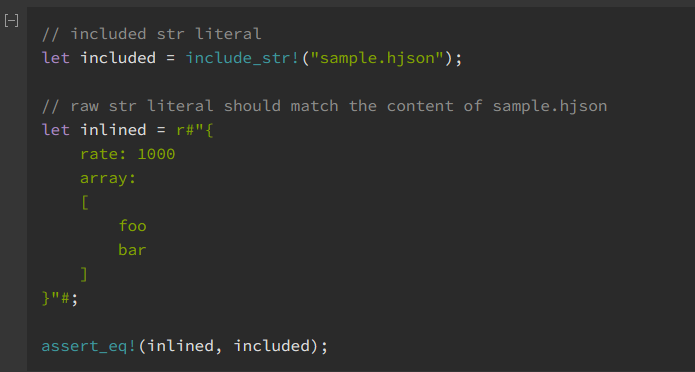 [−]
// included str literal
let included = include_str!("sample.hjson");
// raw str literal should match the content of sample.hjson
let inlined = r#"{
    rate: 1000
    array:
    [
        foo
        bar
    ]
}"#;
assert_eq!(inlined, included);